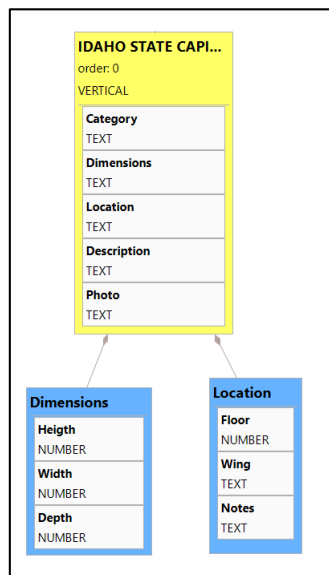 IDAHO STATE CAPI...
order: 0
VERTICAL
Category
TEXT
Dimensions
TEXT
Location
TEXT
Description
TEXT
Photo
TEXT
Dimensions
Heigth
NUMBER
Width
NUMBER
Depth
NUMBER
Location
Floor
NUMBER
Wing
TEXT
Notes
TEXT